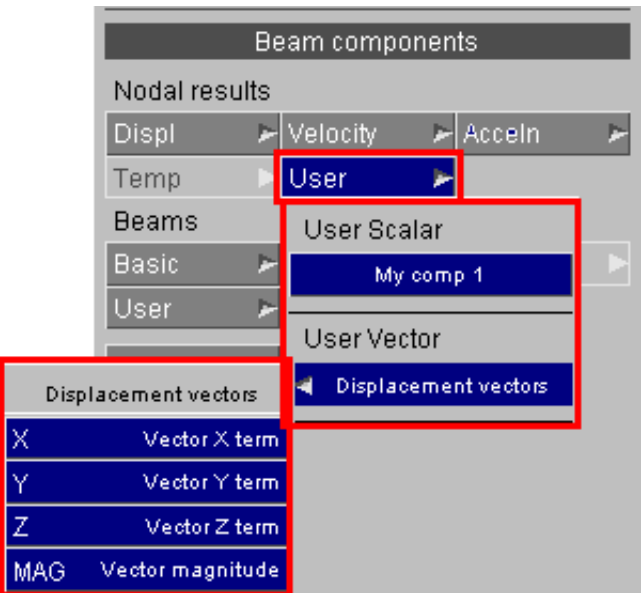 Beam components
Nodal results
Displ Velocity Acceln
Temp User
Beams User Scalar
Basic My comp 1
User User Vector
Displacement vectors Displacement vectors
X Vector X term
Y Vector Y term
Z Vector Z term
MAG Vector magnitude